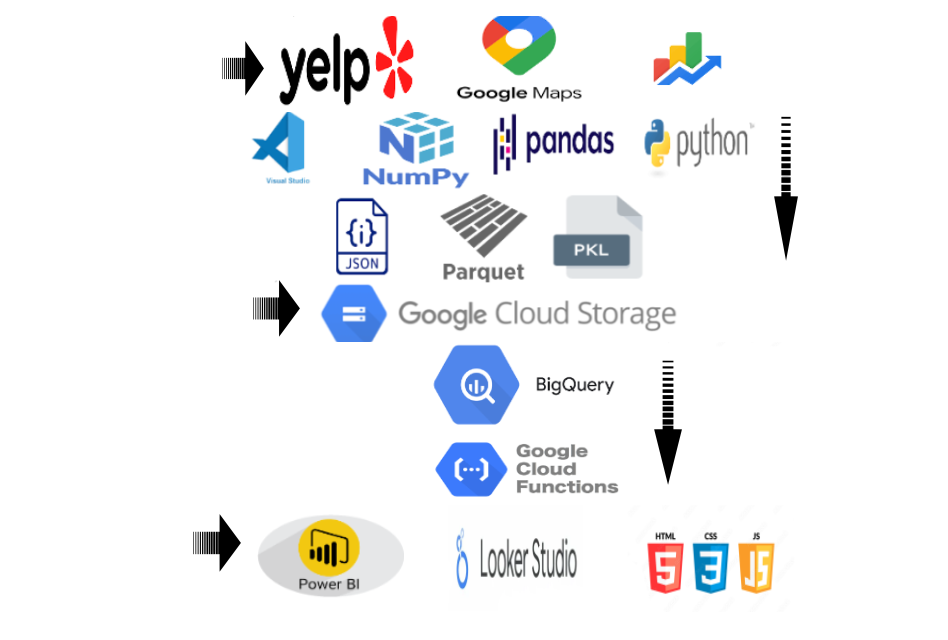 yelp
Google Maps
Visual Studio
NumPy
pandas
python
{i}
JSON
Parquet
PKL
Google Cloud Storage
BigQuery
Google
Cloud
Functions
Power BI
Looker Studio
HTML
5
CSS
3
JS
JS